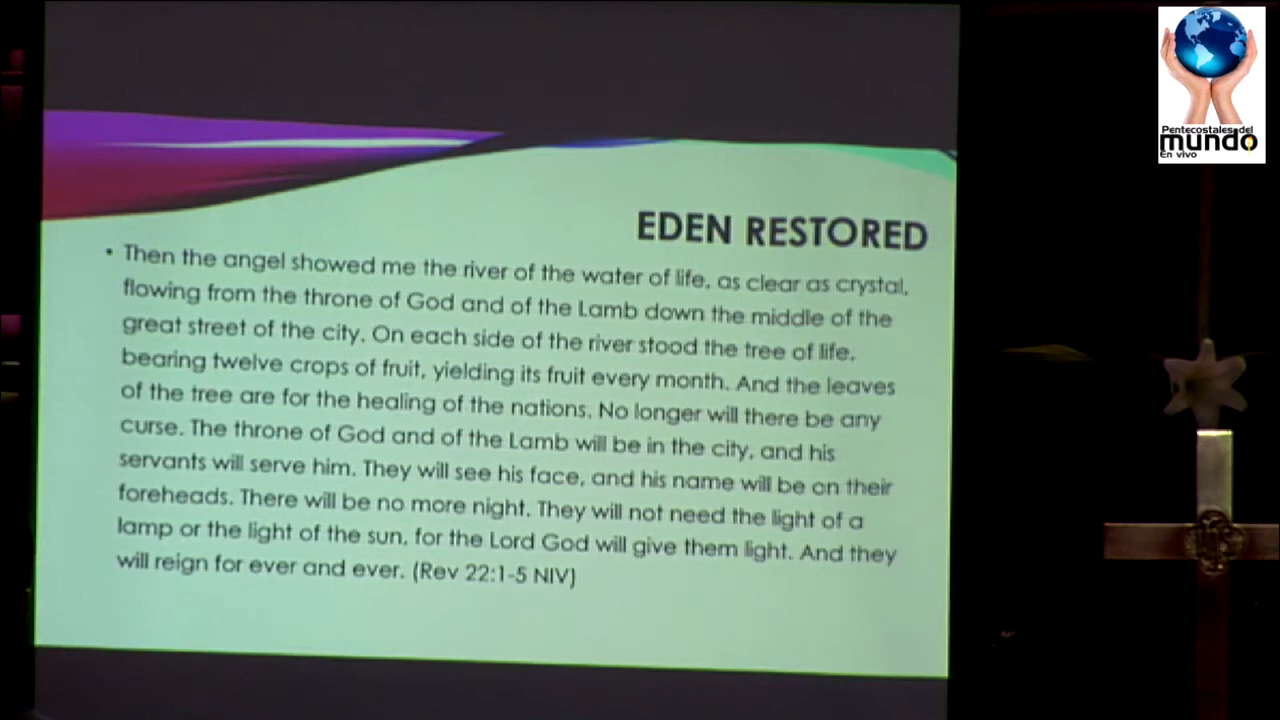 Pentecostales del
mundo
En vivo
EDEN RESTORED
• Then the angel showed me the river of the water of life, as clear as crystal,
flowing from the throne of God and of the Lamb down the middle of the
great street of the city. On each side of the river stood the tree of life,
bearing twelve crops of fruit, yielding its fruit every month. And the leaves
of the tree are for the healing of the nations. No longer will there be any
curse. The throne of God and of the Lamb will be in the city, and his
servants will serve him. They will see his face, and his name will be on their
foreheads. There will be no more night. They will not need the light of a
lamp or the light of the sun, for the Lord God will give them light. And they
will reign for ever and ever. (Rev 22:1-5 NIV)
IHS